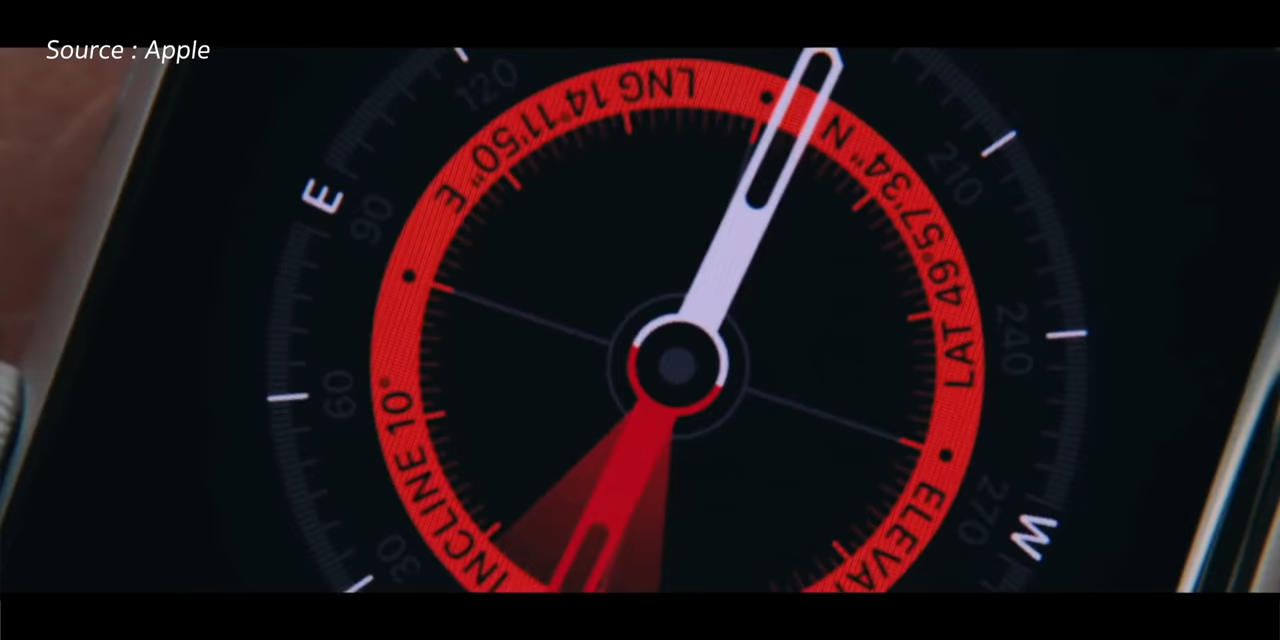 Source : Apple
120
LNG 14°11'50" E
LAT 49°57'34" N
E
90
210
240
60
INCLINE 10°
ELEVAT
270
W
30